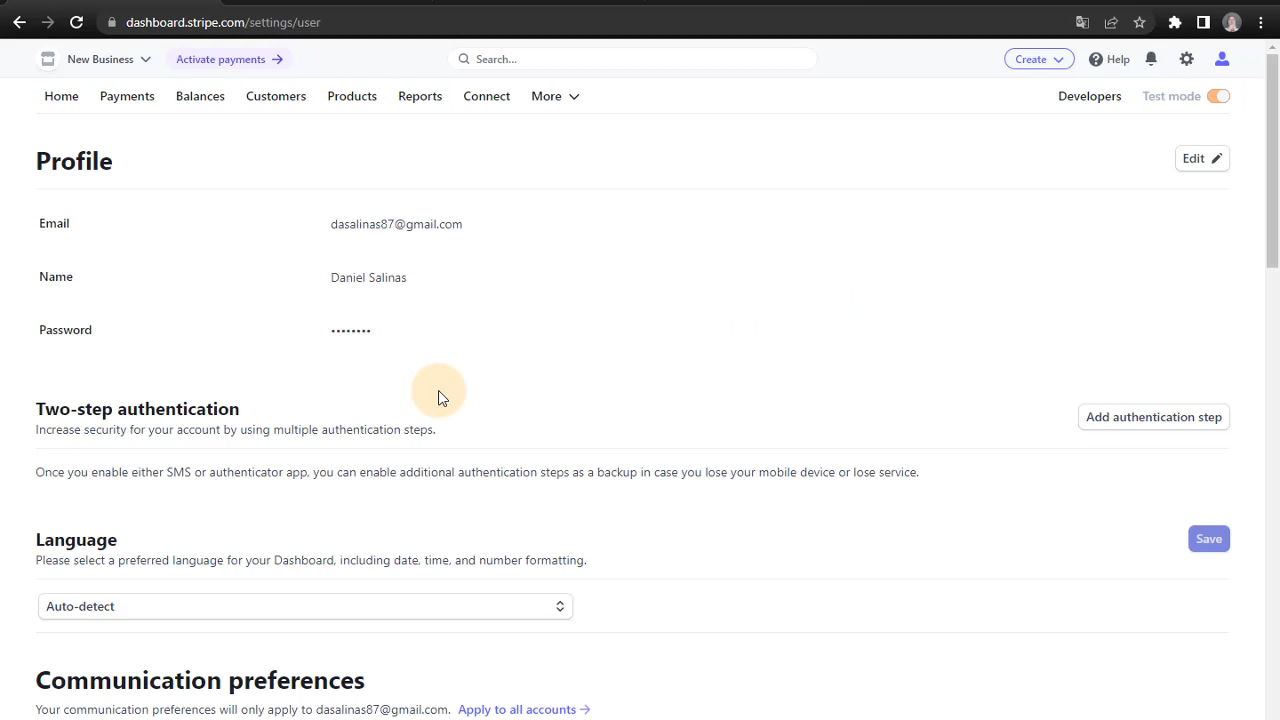 dashboard.stripe.com/settings/user
New Business
Activate payments →
Search...
Create
Help
Home
Payments
Balances
Customers
Products
Reports
Connect
More
Developers
Test mode
Profile
Edit
Email
dasalinas87@gmail.com
Name
Daniel Salinas
Password
••••••••
Two-step authentication
Add authentication step
Increase security for your account by using multiple authentication steps.
Once you enable either SMS or authenticator app, you can enable additional authentication steps as a backup in case you lose your mobile device or lose service.
Language
Save
Please select a preferred language for your Dashboard, including date, time, and number formatting.
Auto-detect
Communication preferences
Your communication preferences will only apply to dasalinas87@gmail.com. Apply to all accounts →